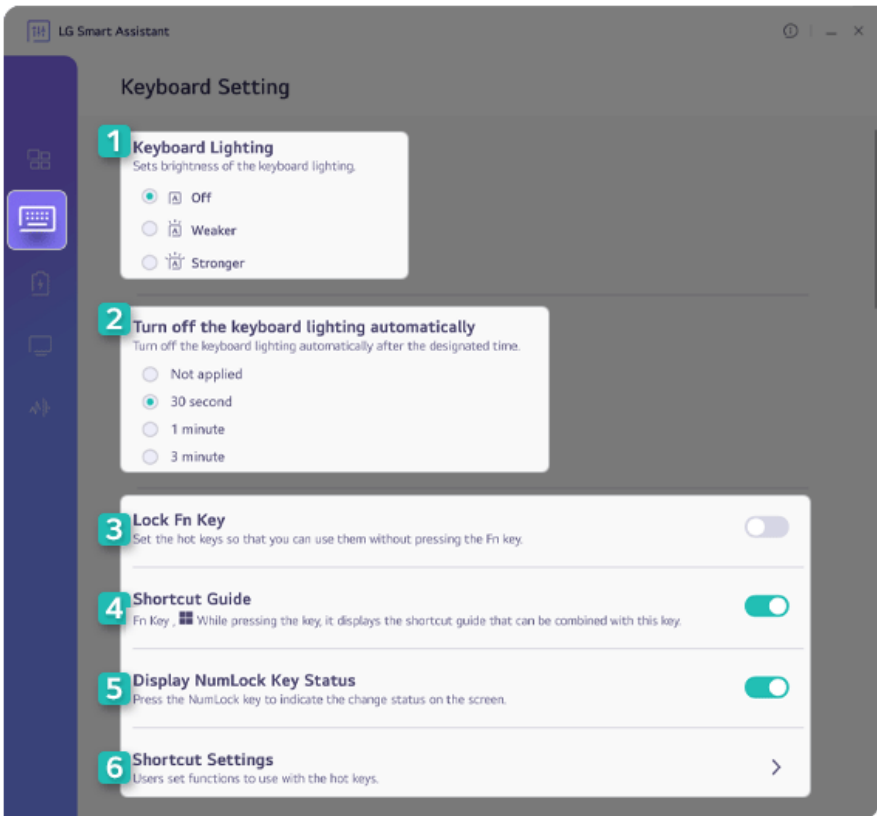 LG Smart Assistant
Keyboard Setting
1
Keyboard Lighting
Sets brightness of the keyboard lighting.
Off
Weaker
Stronger
2
Turn off the keyboard lighting automatically
Turn off the keyboard lighting automatically after the designated time.
Not applied
30 second
1 minute
3 minute
3
Lock Fn Key
Set the hot keys so that you can use them without pressing the Fn key.
4
Shortcut Guide
Fn Key , While pressing the key, it displays the shortcut guide that can be combined with this key.
5
Display NumLock Key Status
Press the NumLock key to indicate the change status on the screen.
6
Shortcut Settings
Users set functions to use with the hot keys.